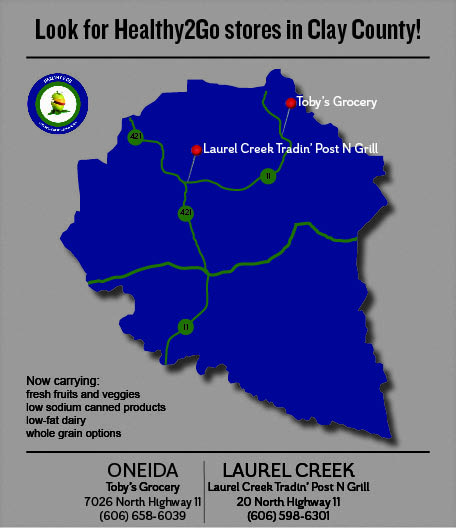 Look for Healthy2Go stores in Clay County!
Toby's Grocery
421
Laurel Creek Tradin' Post N Grill
11
421
11
Now carrying:
fresh fruits and veggies
low sodium canned products
low-fat dairy
whole grain options
ONEIDA
Toby's Grocery
7026 North Highway 11
(606) 658-6039
LAUREL CREEK
Laurel Creek Tradin' Post N Grill
20 North Highway 11
(606) 598-6301